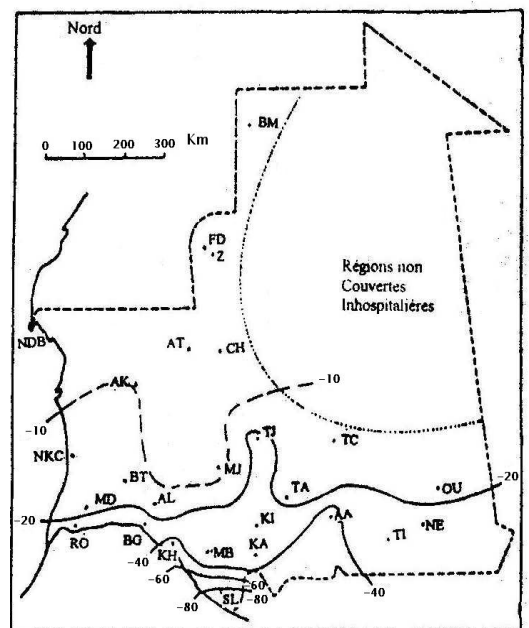 Nord
0 100 200 300 Km
BM
FD
Z
Régions non
Couvertes
Inhospitalières
NDB
AT
CH
AK
-10
-10
TJ
TC
NKC
BT
MJ
AL
TA
OU
MD
-20
-20
KI
AA
NE
RO
BG
TI
KH
MB
KA
-40
-60
-60
-40
SL
-80
-80